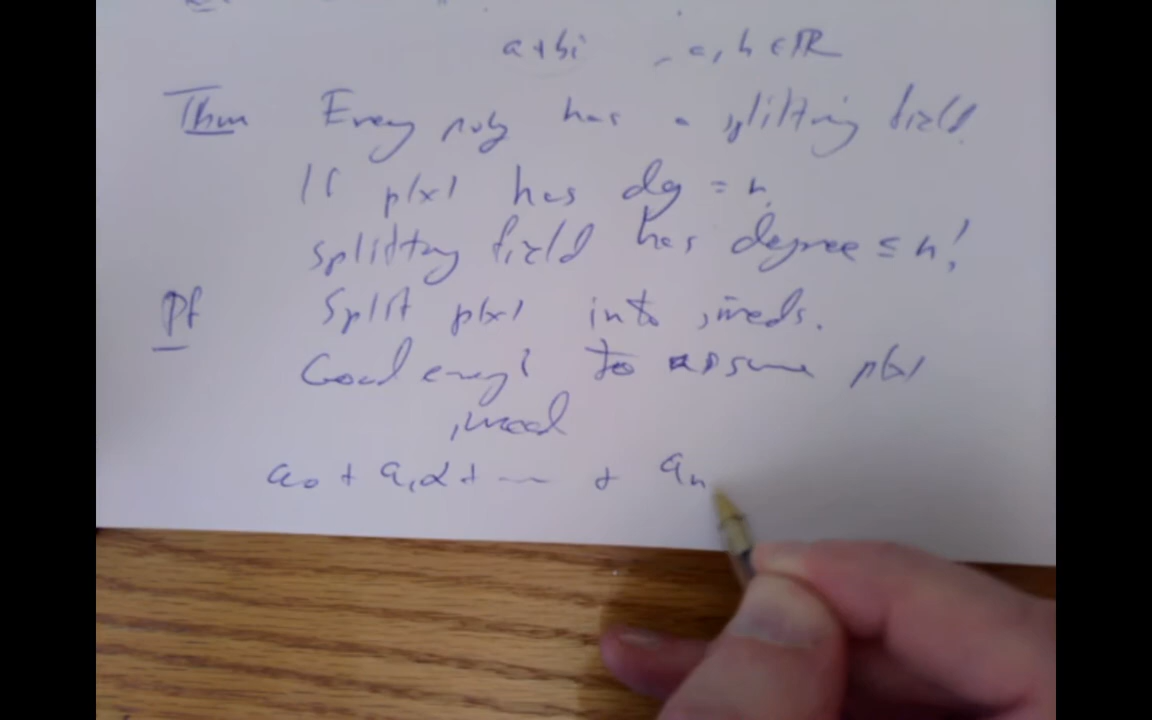 a+bi , a, b ∈ ℝ
Thm Every poly has a splitting field.
If p(x) has deg = n,
splitting field has degree ≤ n!
Pf Split p(x) into irreds.
Good enough to assume p(x)
irred
a₀ + a₁α + --- + aₙ